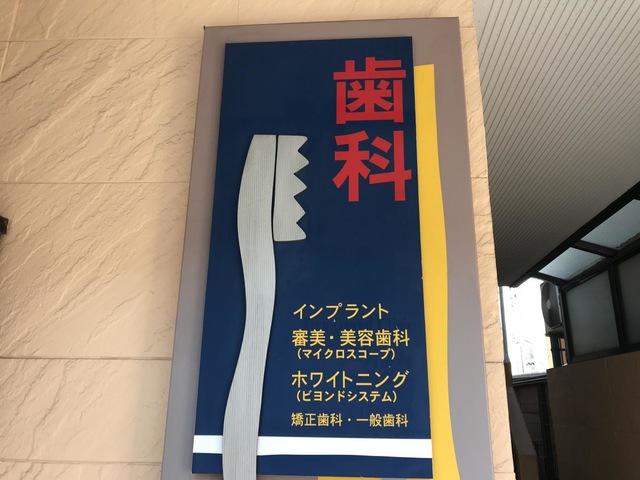 歯科
インプラント
審美・美容歯科
(マイクロスコープ)
ホワイトニング
(ビヨンドシステム)
矯正歯科・一般歯科